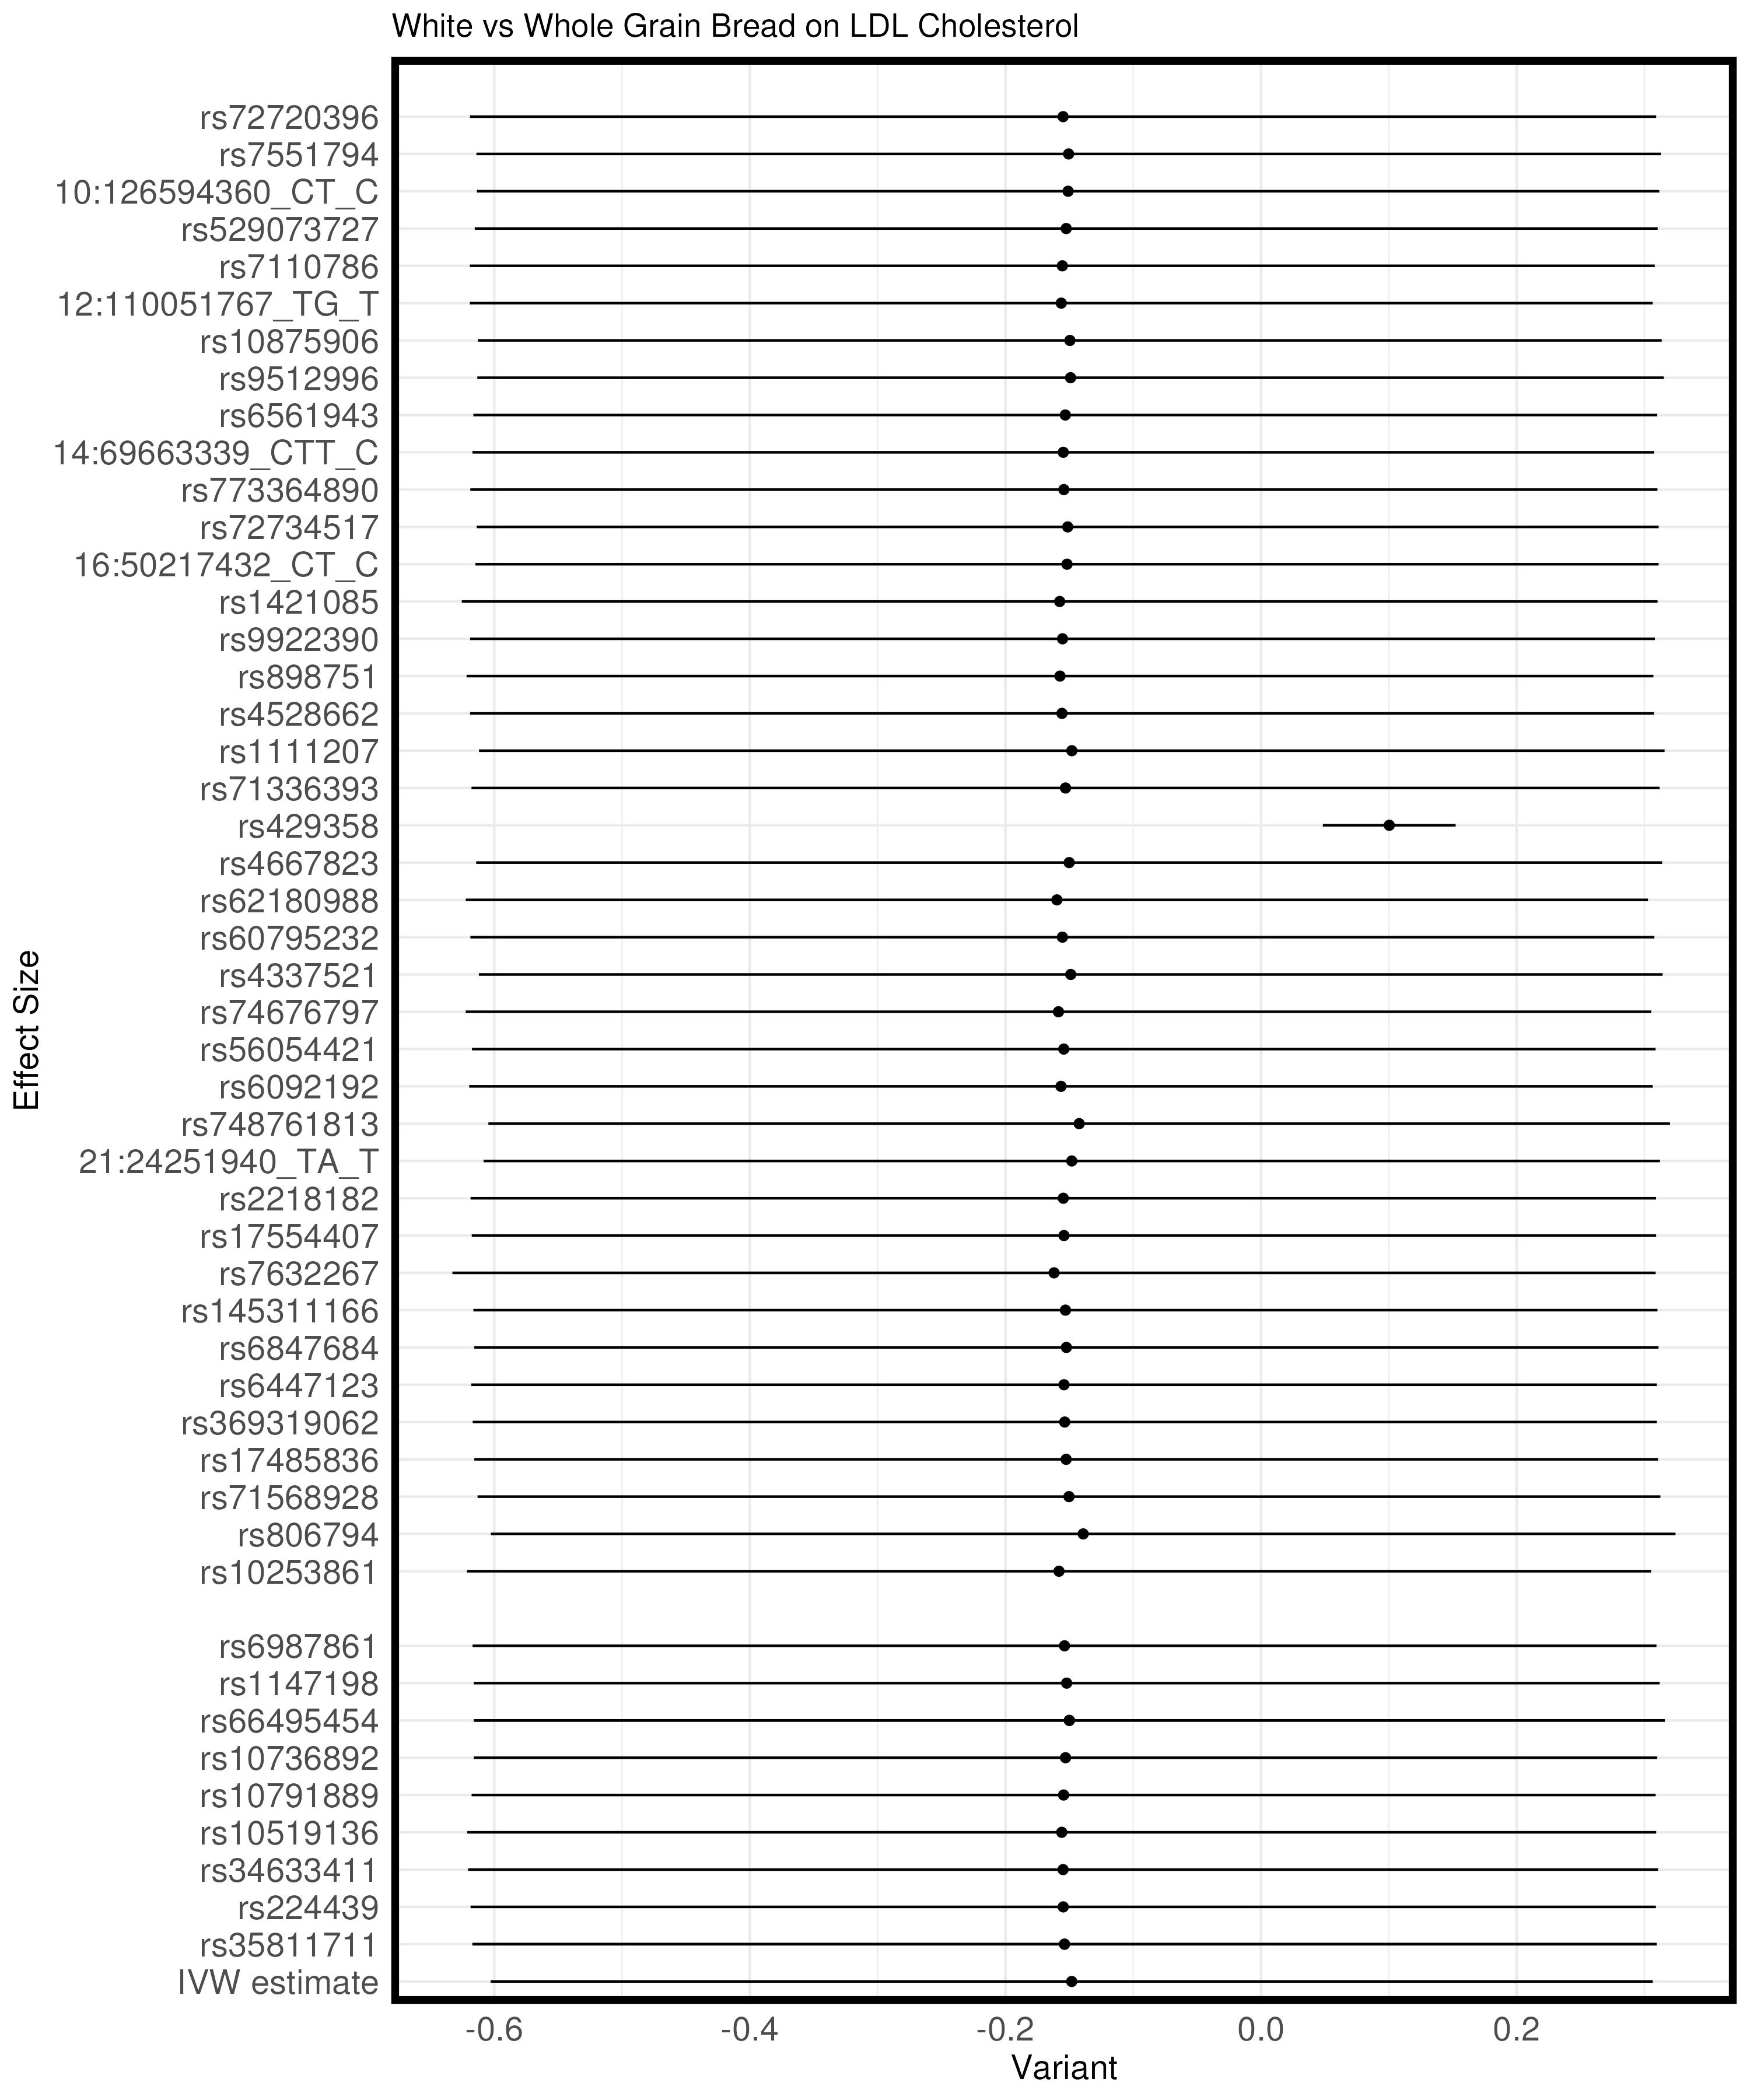 White vs Whole Grain Bread on LDL Cholesterol
rs72720396
rs7551794
10:126594360_CT_C
rs529073727
rs7110786
12:110051767_TG_T
rs10875906
rs9512996
rs6561943
14:69663339_CTT_C
rs773364890
rs72734517
16:50217432_CT_C
rs1421085
rs9922390
rs898751
rs4528662
rs1111207
rs71336393
rs429358
rs4667823
rs62180988
rs60795232
rs4337521
rs74676797
rs56054421
rs6092192
rs748761813
21:24251940_TA_T
rs2218182
rs17554407
rs7632267
rs145311166
rs6847684
rs6447123
rs369319062
rs17485836
rs71568928
rs806794
rs10253861
rs6987861
rs1147198
rs66495454
rs10736892
rs10791889
rs10519136
rs34633411
rs224439
rs35811711
IVW estimate
Effect Size
-0.6 -0.4 -0.2 0.0 0.2
Variant